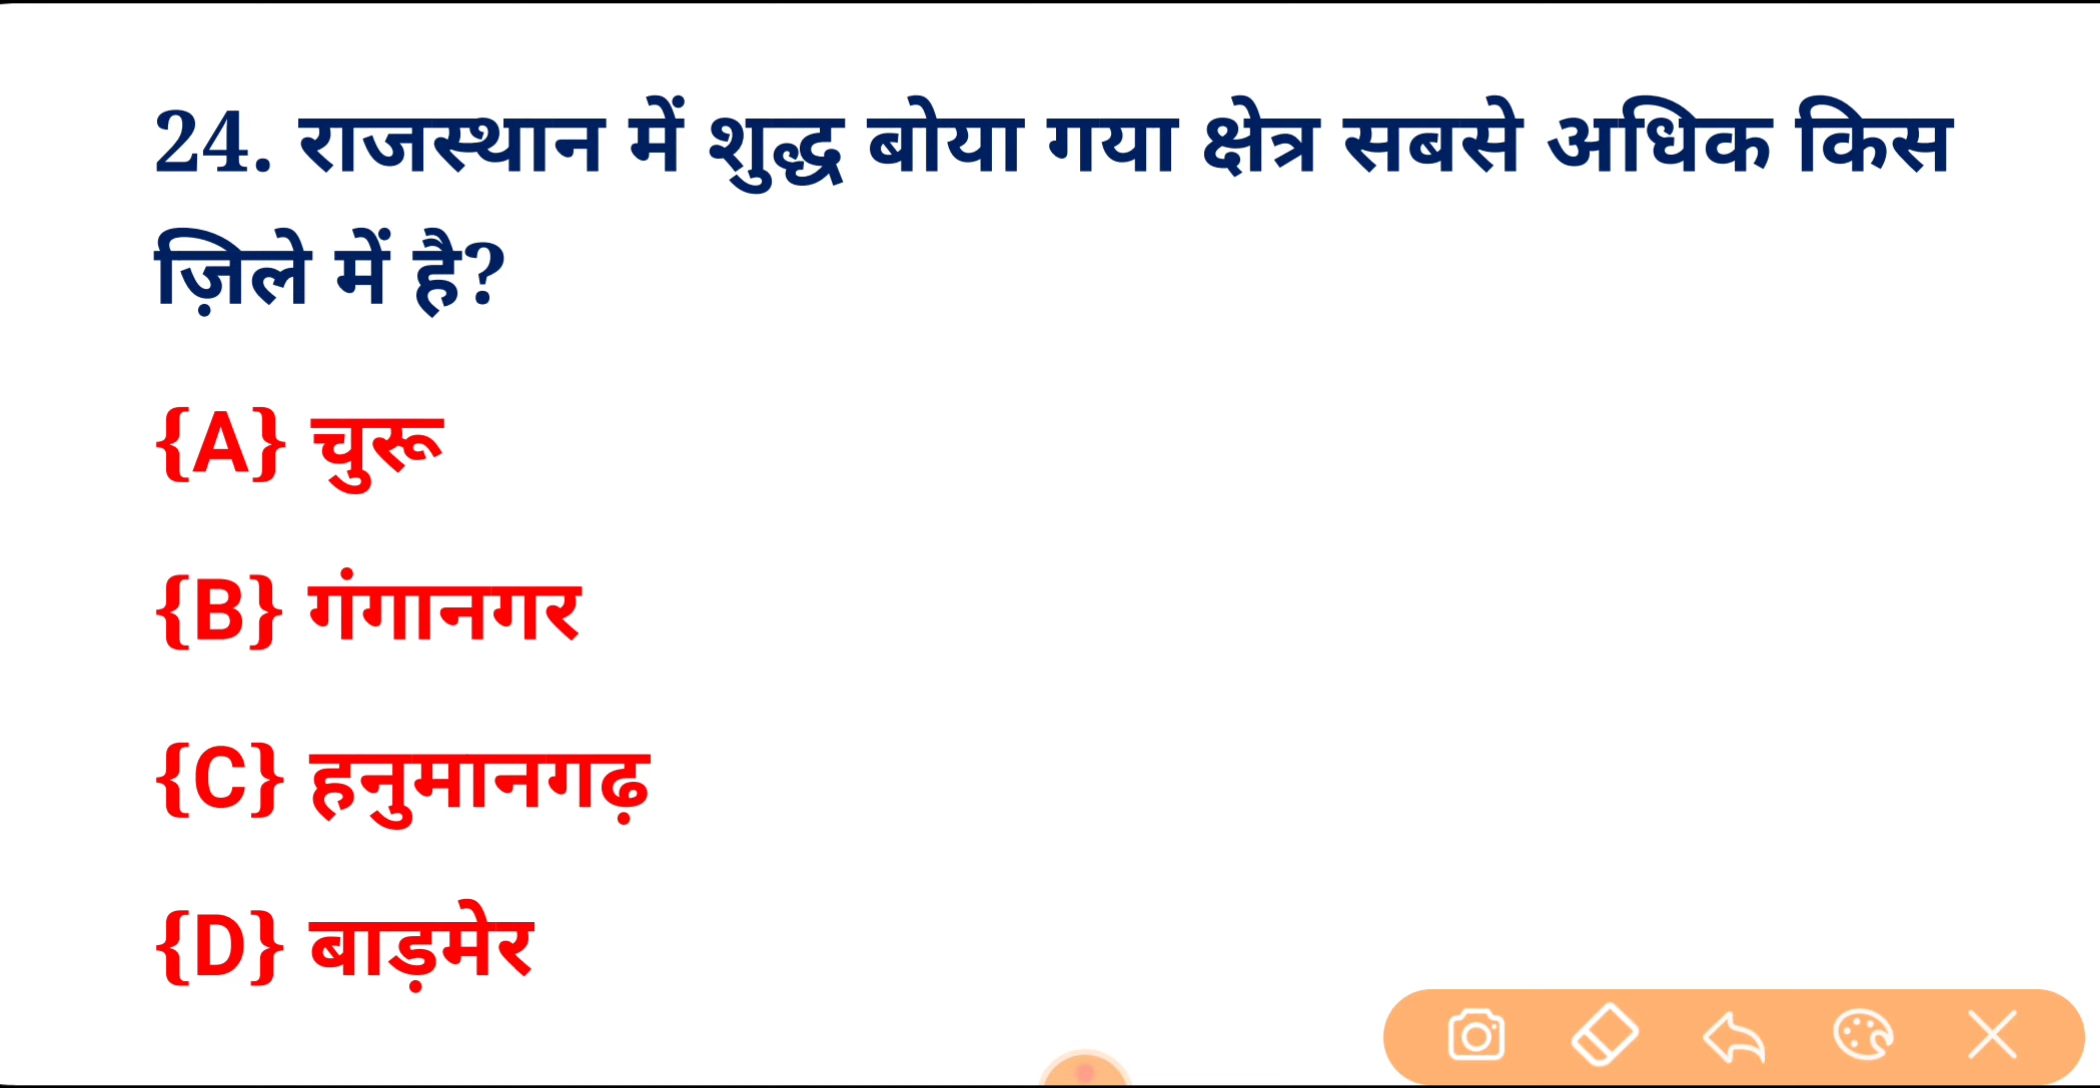 24. राजस्थान में शुद्ध बोया गया क्षेत्र सबसे अधिक किस
ज़िले में है?
{A} चुरू
{B} गंगानगर
{C} हनुमानगढ़
{D} बाड़मेर